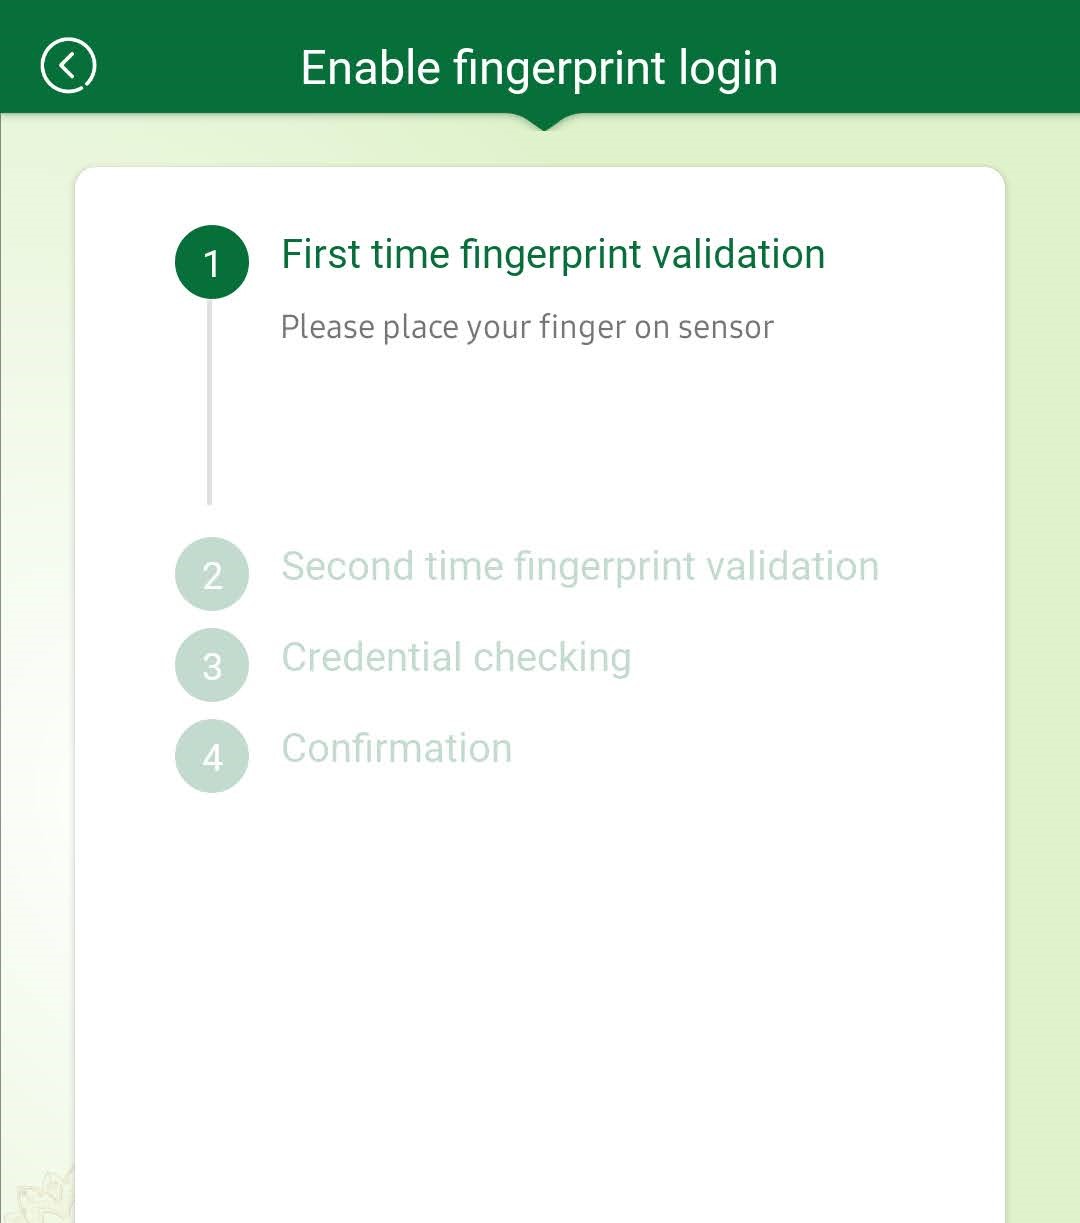 Enable fingerprint login
1 First time fingerprint validation
Please place your finger on sensor
2 Second time fingerprint validation
3 Credential checking
4 Confirmation